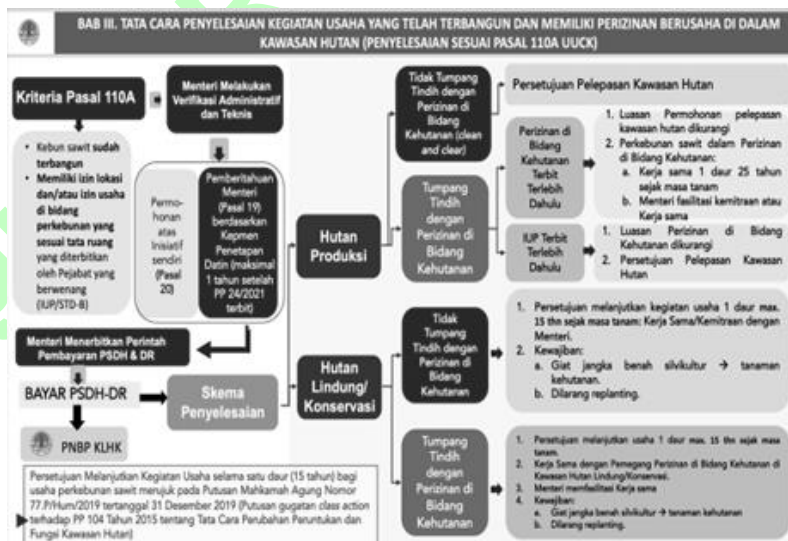 BAB III. TATA CARA PENYELESAIAN KEGIATAN USAHA YANG TELAH TERBANGUN DAN MEMILIKI PERIZINAN BERUSAHA DI DALAM
KAWASAN HUTAN (PENYELESAIAN SESUAI PASAL 110A UUCK)
Kriteria Pasal 110A
• Kebun sawit sudah
terbangun
• Memiliki izin lokasi
dan/atau izin usaha
di bidang
perkebunan yang
sesuai tata ruang
yang diterbitkan
oleh Pejabat yang
berwenang
(IUP/STD-B)
Menteri Melakukan
Verifikasi Administratif
dan Teknis
Permo-
honan
atas
Inisiatif
sendiri
(Pasal
20)
Pemberitahuan
Menteri
(Pasal 19)
berdasarkan
Kepmen
Penetapan
Datin (maksimal
1 tahun setelah
PP 24/2021
terbit)
Menteri Menerbitkan Perintah
Pembayaran PSDH & DR
BAYAR PSDH-DR
PNBP KLHK
Skema
Penyelesaian
Persetujuan Melanjutkan Kegiatan Usaha selama satu daur (15 tahun) bagi
usaha perkebunan sawit merujuk pada Putusan Mahkamah Agung Nomor
77.P/Hum/2019 tertanggal 31 Desember 2019 (Putusan gugatan class action
terhadap PP 104 Tahun 2015 tentang Tata Cara Perubahan Peruntukan dan
Fungsi Kawasan Hutan)
Hutan
Produksi
Tidak Tumpang
Tindih dengan
Perizinan di
Bidang
Kehutanan (clean
and clear)
Persetujuan Pelepasan Kawasan Hutan
Tumpang
Tindih
dengan
Perizinan di
Bidang
Kehutanan
Perizinan di
Bidang
Kehutanan
Terbit
Terlebih
Dahulu
1. Luasan Permohonan pelepasan
kawasan hutan dikurangi
2. Perkebunan sawit dalam Perizinan
di Bidang Kehutanan:
a. Kerja sama 1 daur 25 tahun
sejak masa tanam
b. Menteri fasilitasi kemitraan atau
Kerja sama
IUP Terbit
Terlebih
Dahulu
1. Luasan Perizinan di Bidang
Kehutanan dikurangi
2. Persetujuan Pelepasan Kawasan
Hutan
Hutan
Lindung/
Konservasi
Tidak
Tumpang
Tindih dengan
Perizinan di
Bidang
Kehutanan
1. Persetujuan melanjutkan kegiatan usaha 1 daur max.
15 thn sejak masa tanam: Kerja Sama/Kemitraan dengan
Menteri.
2. Kewajiban:
a. Giat jangka benah silvikultur → tanaman
kehutanan.
b. Dilarang replanting.
Tumpang
Tindih
dengan
Perizinan di
Bidang
Kehutanan
1. Persetujuan melanjutkan usaha 1 daur max. 15 thn sejak masa
tanam.
2. Kerja Sama dengan Pemegang Perizinan di Bidang Kehutanan di
Kawasan Hutan Lindung/Konservasi.
3. Menteri memfasilitasi Kerja sama
4. Kewajiban:
a. Giat jangka benah silvikultur → tanaman kehutanan
b. Dilarang replanting.